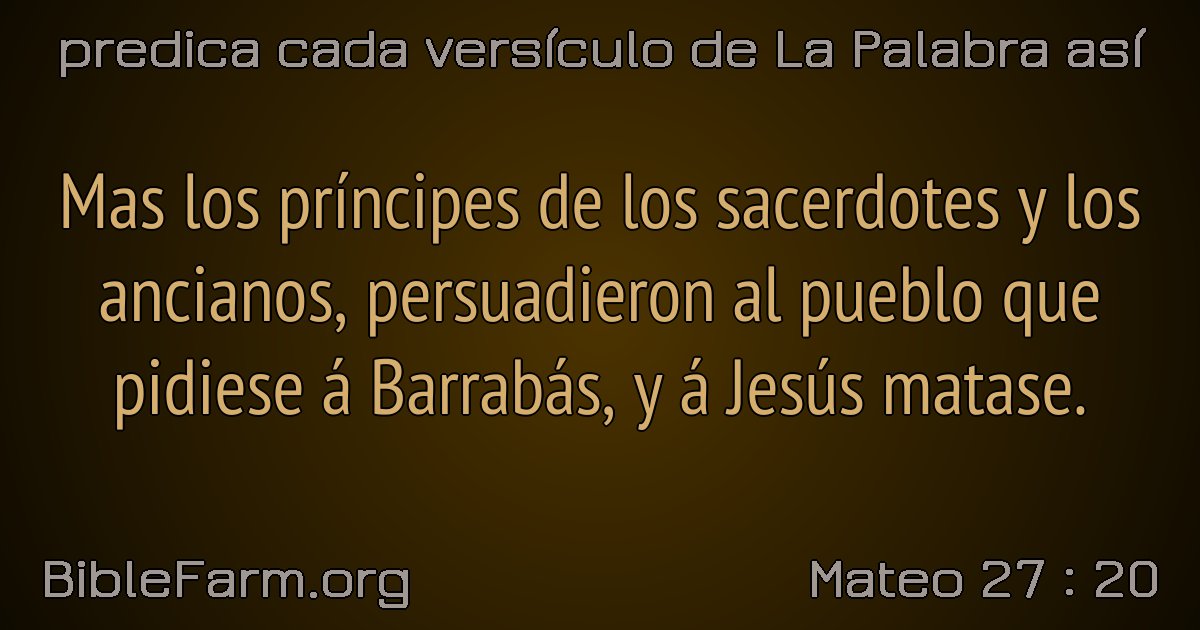 predica cada versículo de La Palabra así
Mas los príncipes de los sacerdotes y los
ancianos, persuadieron al pueblo que
pidiese á Barrabás, y á Jesús matase.
BibleFarm.org
Mateo 27 : 20